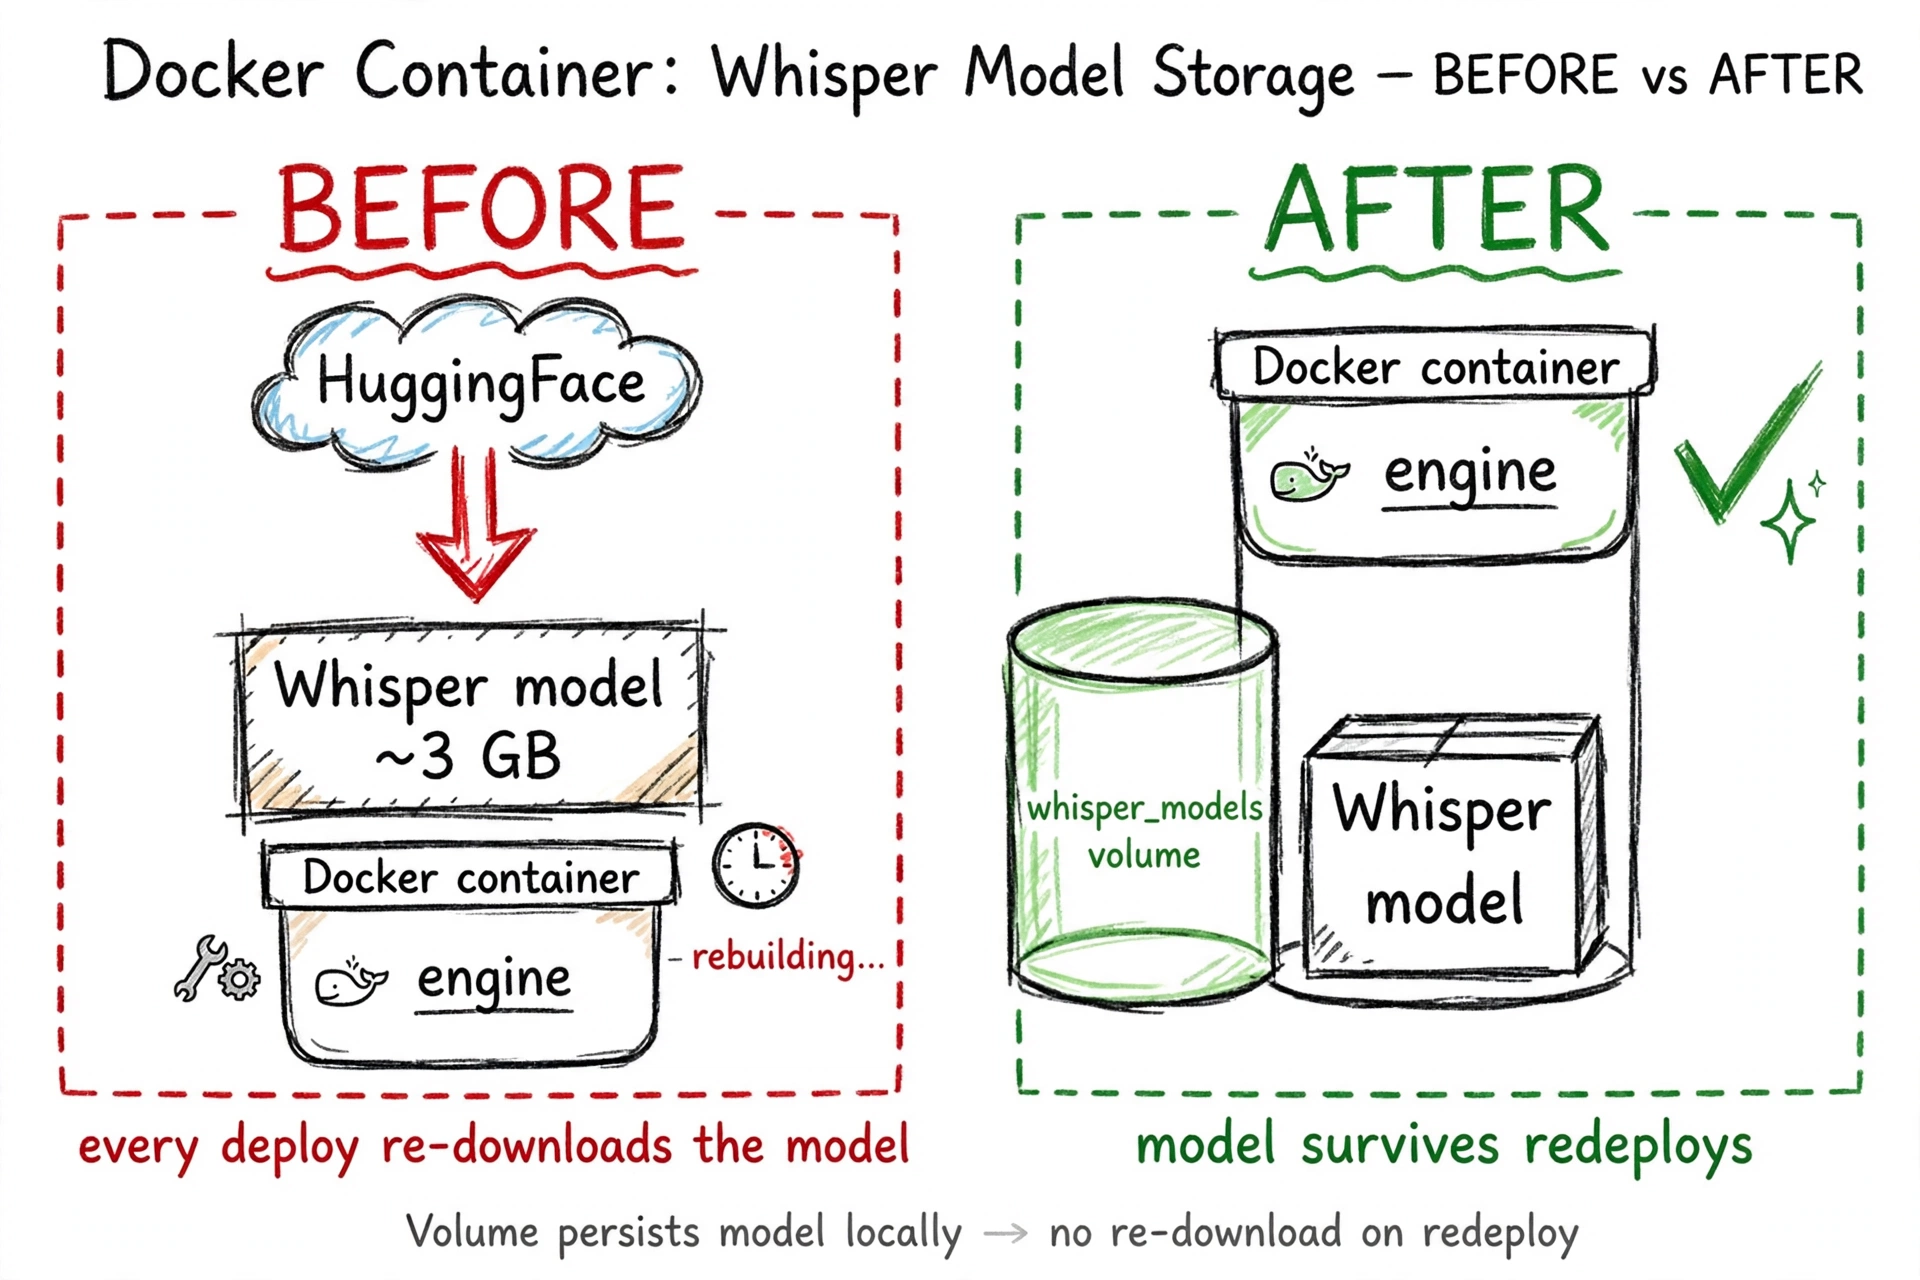 Docker Container: Whisper Model Storage – BEFORE vs AFTER
BEFORE
HuggingFace
Whisper model
~3 GB
Docker container
engine
rebuilding...
every deploy re-downloads the model
AFTER
Docker container
engine
whisper_models
volume
Whisper
model
model survives redeploys
Volume persists model locally → no re-download on redeploy